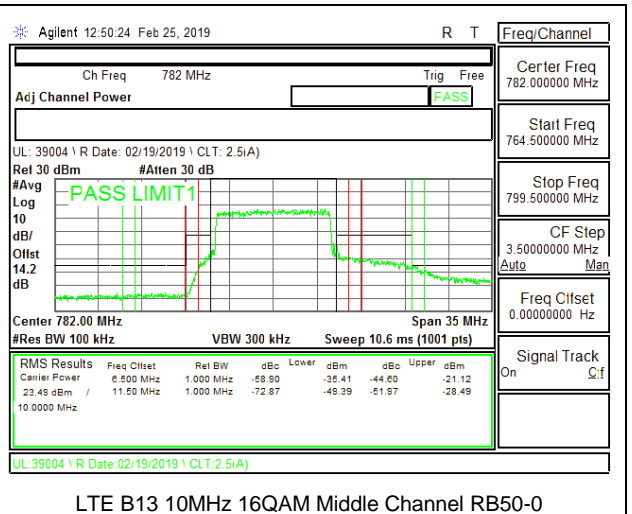 Agilent 12:50:24 Feb 25, 2019 R T
Ch Freq 782 MHz Trig Free
Adj Channel Power PASS
UL: 39004 \ R Date: 02/19/2019 \ CLT: 2.5(A)
Ref 30 dBm #Atten 30 dB
#Avg
Log
10
dB/
Offst
14.2
dB
PASS LIMIT1
Center 782.00 MHz Span 35 MHz
#Res BW 100 kHz VBW 300 kHz Sweep 10.6 ms (1001 pts)
RMS Results Freq Offset Ref BW dBc Lower dBm dBc Upper dBm
Carrier Power 6.500 MHz 1.000 MHz -58.90 -35.41 -44.60 -21.12
23.49 dBm / 11.50 MHz 1.000 MHz -72.87 -49.39 -51.97 -28.49
10.0000 MHz
UL:39004 \ R Date:02/19/2019 \ CLT:2.5(A)
Freq/Channel
Center Freq
782.000000 MHz
Start Freq
764.500000 MHz
Stop Freq
799.500000 MHz
CF Step
3.50000000 MHz
Auto Man
Freq Offset
0.00000000 Hz
Signal Track
On Off
LTE B13 10MHz 16QAM Middle Channel RB50-0